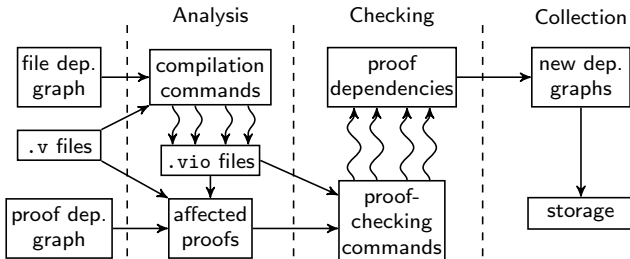 Analysis
Checking
Collection
file dep.
graph
compilation
commands
proof
dependencies
new dep.
graphs
.v files
.vio files
proof dep.
graph
affected
proofs
proof-
checking
commands
storage